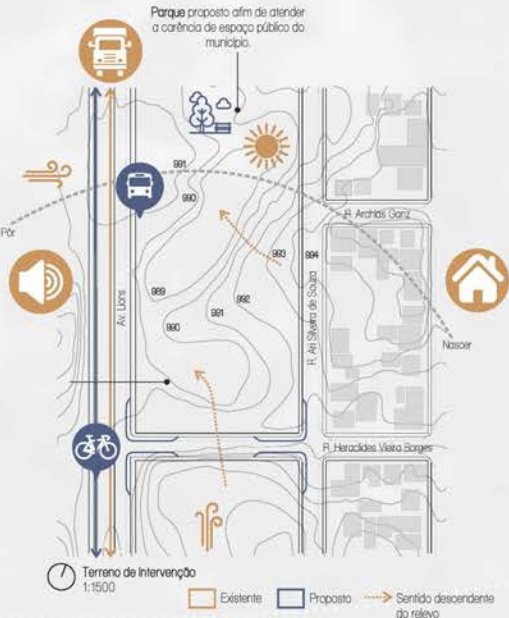 Parque proposto afim de atender
a carência de espaço público do
município.
991
990
Pôr
R. Archias Ganz
993
994
989
992
991
990
Av. Lions
R. Ari Silveira de Souza
Nascer
R. Heraclides Vieira Borges
Terreno de Intervenção
1:1500
Existente
Proposto
Sentido descendente
do relevo